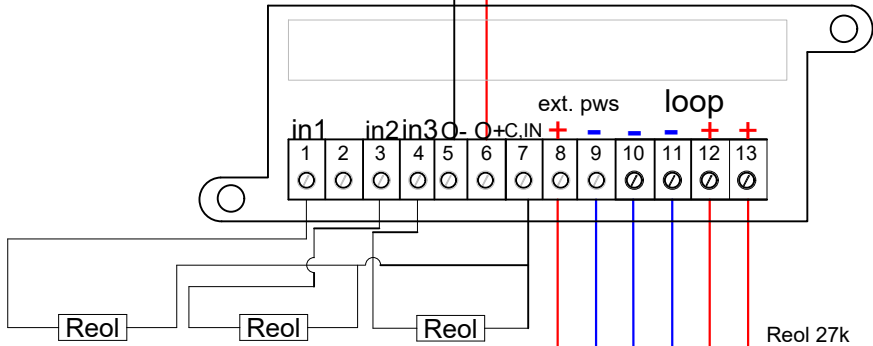 ext. pws loop
in1 in2 in3 O- O+ C,IN + - - - + +
1 2 3 4 5 6 7 8 9 10 11 12 13
Reol Reol Reol
Reol 27k